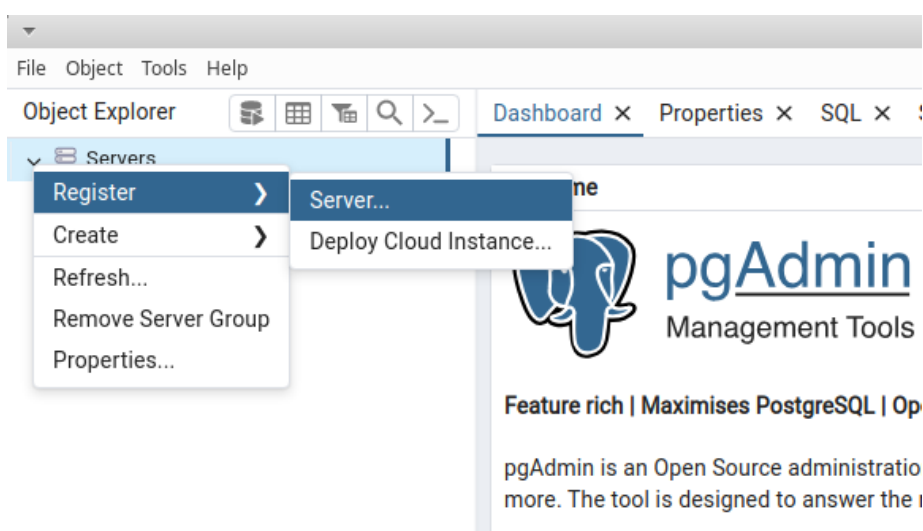 File Object Tools Help
Object Explorer
Dashboard Properties SQL
Servers
Register
Server...
Create
Deploy Cloud Instance...
Refresh...
Remove Server Group
Properties...
pgAdmin
Management Tools
Feature rich | Maximises PostgreSQL |
pgAdmin is an Open Source
more. The tool is designed to answer the